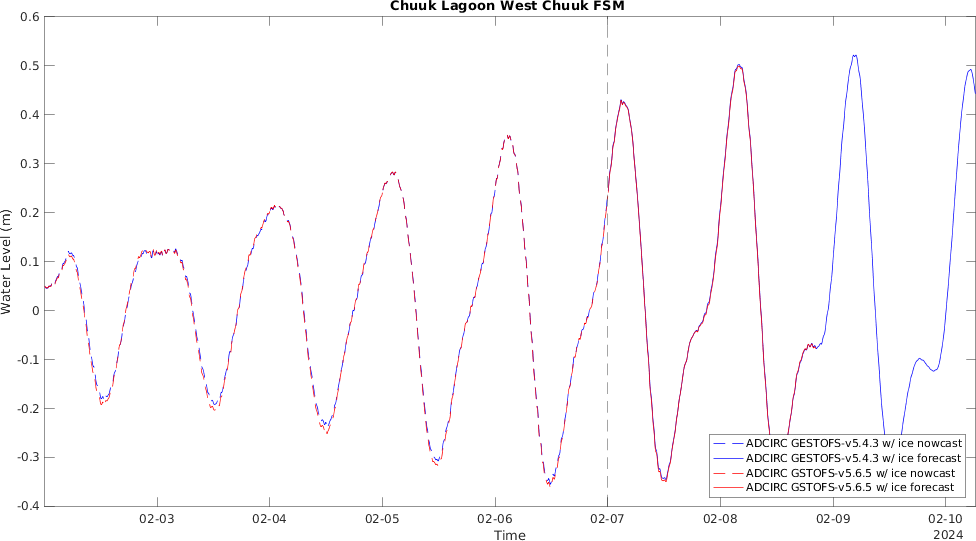 Chuuk Lagoon West Chuuk FSM
0.6
0.5
0.4
0.3
0.2
0.1
0
-0.1
-0.2
-0.3
-0.4
Water Level (m)
ADCIRC GESTOFS-v5.4.3 w/ ice nowcast
ADCIRC GESTOFS-v5.4.3 w/ ice forecast
ADCIRC GSTOFS-v5.6.5 w/ ice nowcast
ADCIRC GSTOFS-v5.6.5 w/ ice forecast
02-03 02-04 02-05 02-06 02-07 02-08 02-09 02-10
Time 2024